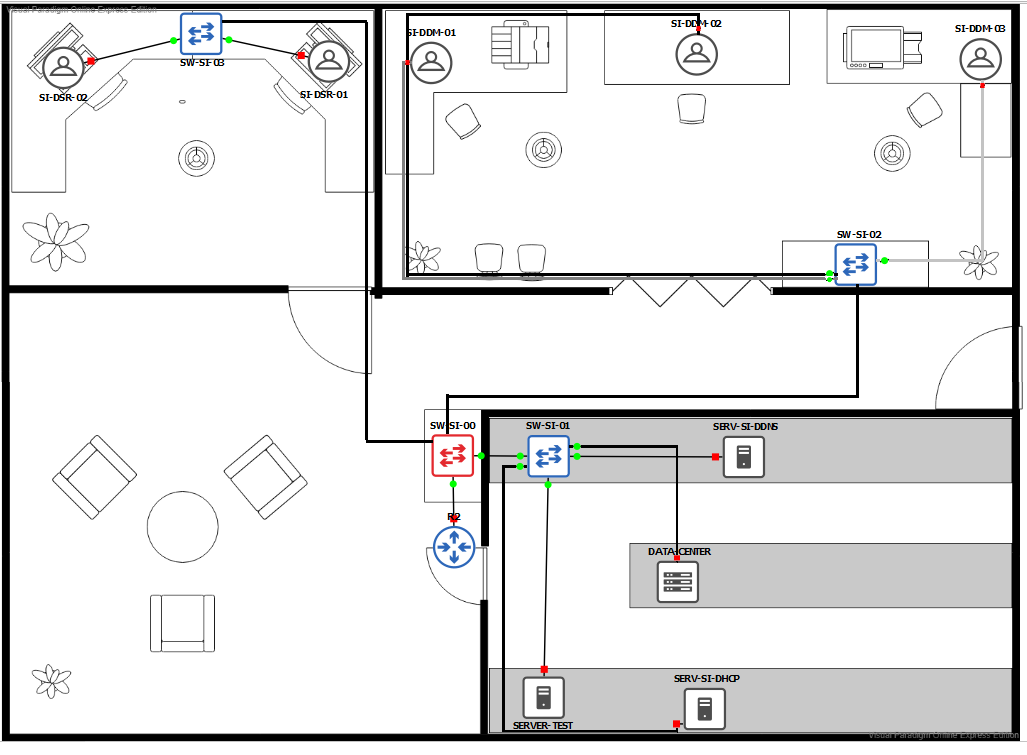 Visual Paradigm Online Express Edition
SI-DSR-02
SW-SI-03
SI-DSR-01
SI-DDM-01
SI-DDM-02
SI-DDM-03
SW-SI-02
SW-SI-00
SW-SI-01
SERV-SI-DDNS
R2
DATA-CENTER
SERVER-TEST
SERV-SI-DHCP
Visual Paradigm Online Express Edition